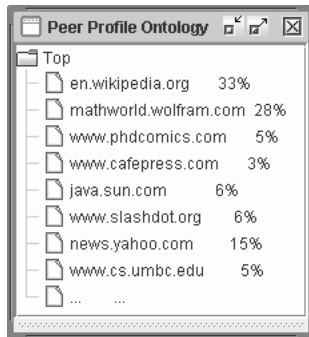 Peer Profile Ontology
Top
en.wikipedia.org 33%
mathworld.wolfram.com 28%
www.phdcomics.com 5%
www.cafepress.com 3%
java.sun.com 6%
www.slashdot.org 6%
news.yahoo.com 15%
www.cs.umbc.edu 5%
... ...